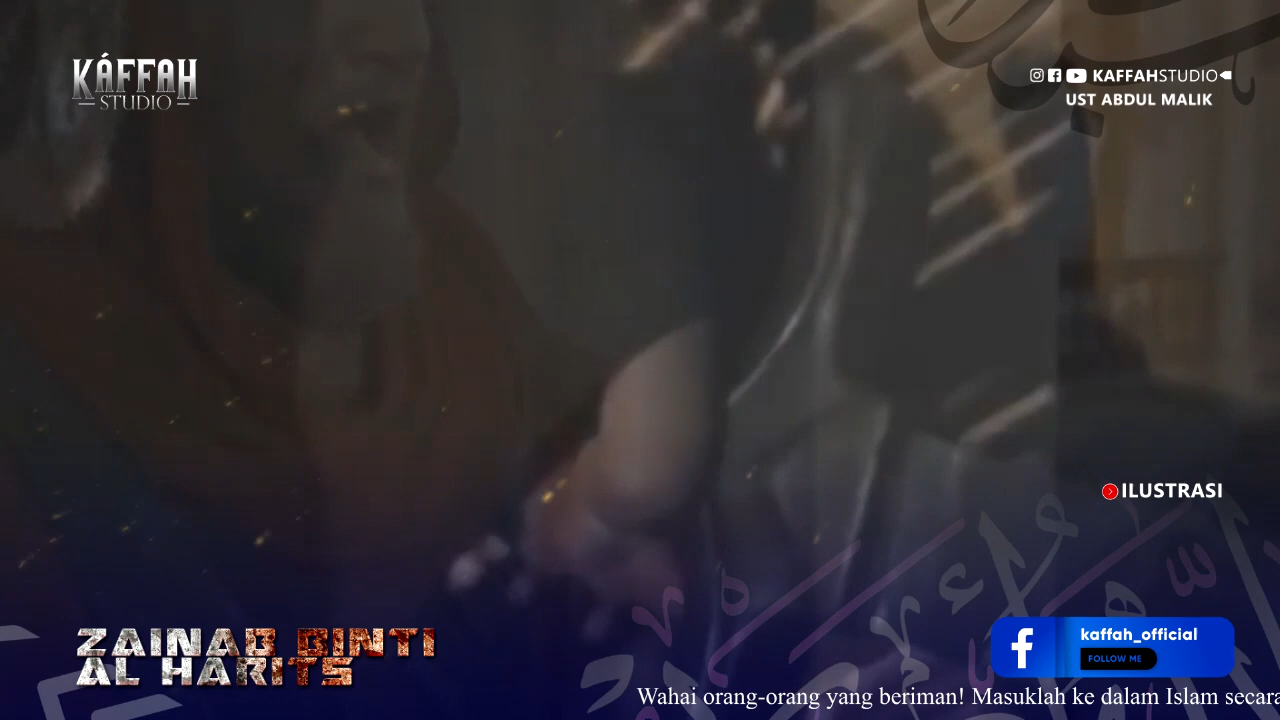 KÁFFAH
STUDIO
KAFFAHSTUDIO
UST ABDUL MALIK
ILUSTRASI
ZAINAB BINTI
AL HARITS
kaffah_official
FOLLOW ME
Wahai orang-orang yang beriman! Masuklah ke dalam Islam secara